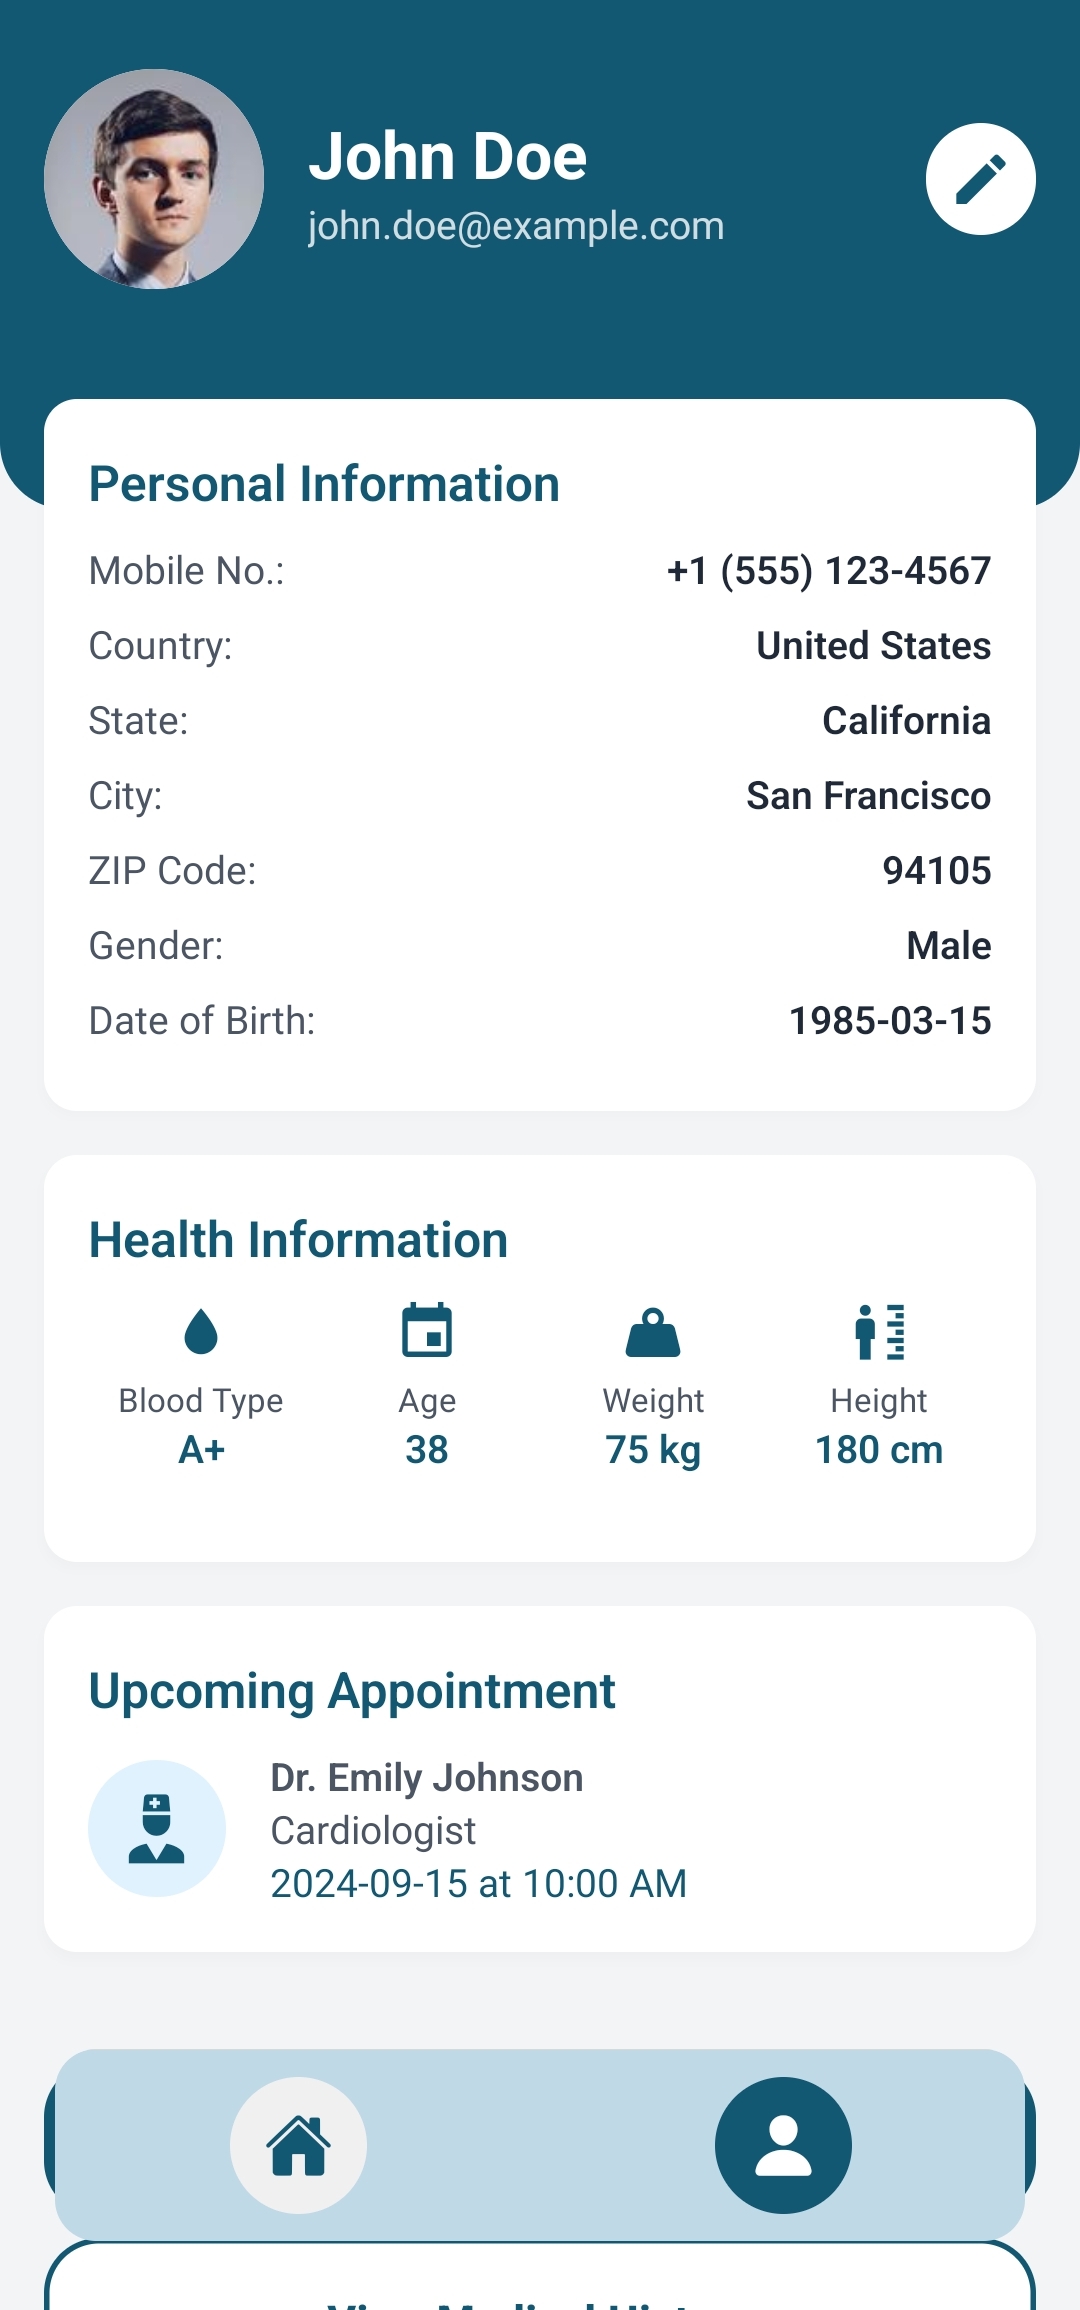 John Doe
john.doe@example.com
Personal Information
Mobile No.: +1 (555) 123-4567
Country: United States
State: California
City: San Francisco
ZIP Code: 94105
Gender: Male
Date of Birth: 1985-03-15
Health Information
Blood Type Age Weight Height
A+ 38 75 kg 180 cm
Upcoming Appointment
Dr. Emily Johnson
Cardiologist
2024-09-15 at 10:00 AM
View Medical